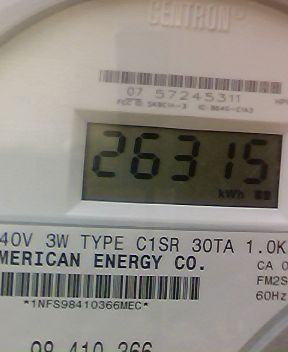 CENTRON®
07 57245311
26315
kWh
40V 3W TYPE C1SR 30TA 1.0K
MERICAN ENERGY CO.
CA 0
FM2S
60Hz
*1NFS98410366MEC*
98 410 366